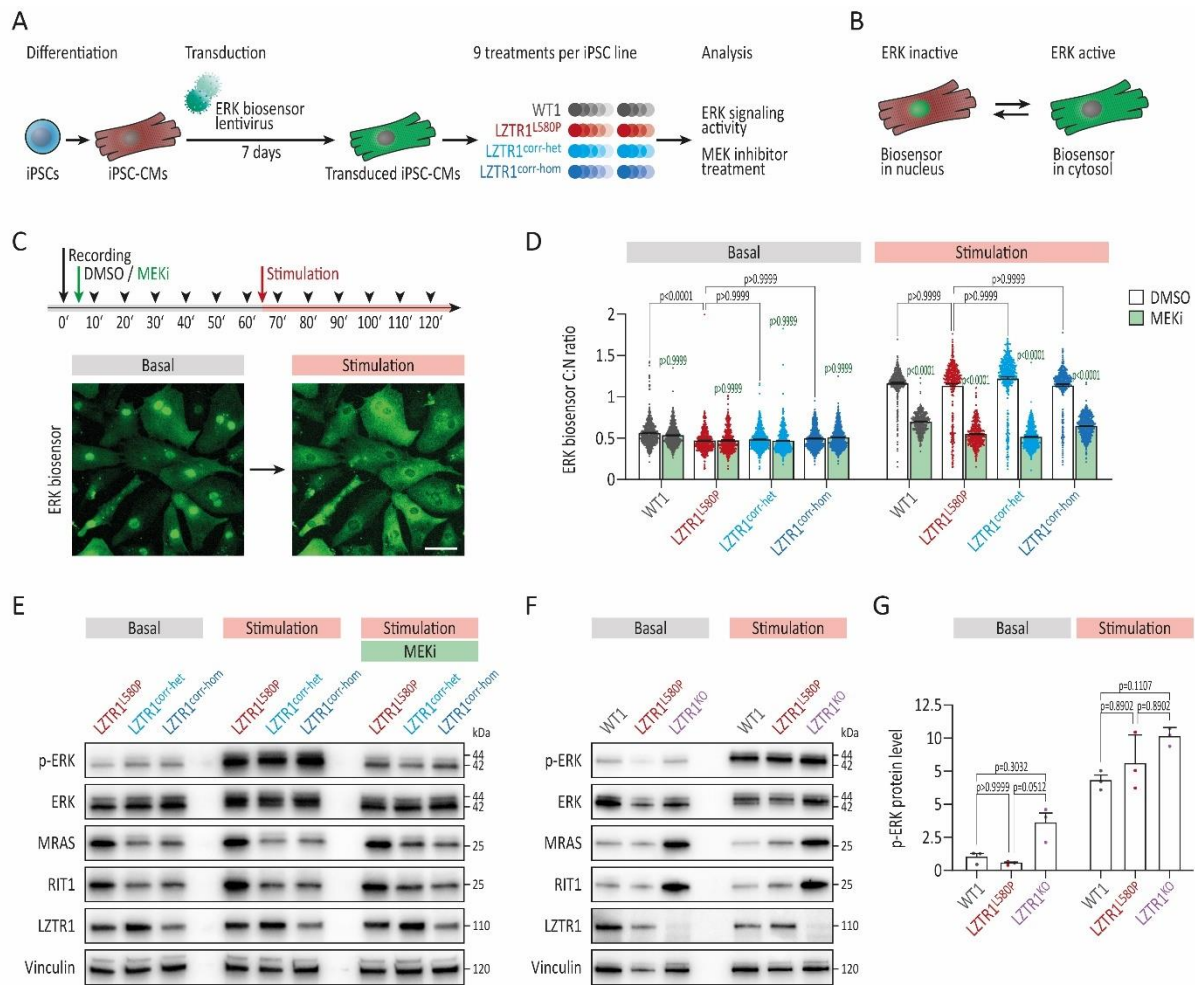 A
Differentiation
Transduction
9 treatments per iPSC line
Analysis
ERK biosensor
lentivirus
7 days
iPSCs
iPSC-CMs
Transduced iPSC-CMs
WT1
LZTR1L580P
LZTR1corr-het
LZTR1corr-hom
ERK signaling
activity
MEK inhibitor
treatment
B
ERK inactive
ERK active
Biosensor
in nucleus
Biosensor
in cytosol
C
Recording
DMSO / MEKi
Stimulation
0' 10' 20' 30' 40' 50' 60' 70' 80' 90' 100' 110' 120'
Basal
Stimulation
ERK biosensor
D
Basal
Stimulation
p>0.9999
p>0.9999
p<0.0001
p>0.9999
p>0.9999
p>0.9999
DMSO
MEKi
p>0.9999
p>0.9999
p>0.9999
p>0.9999
p<0.0001
p<0.0001
p<0.0001
p<0.0001
ERK biosensor C:N ratio
2
1.5
1
0.5
0
WT1
LZTR1L580P
LZTR1corr-het
LZTR1corr-hom
WT1
LZTR1L580P
LZTR1corr-het
LZTR1corr-hom
E
Basal
Stimulation
Stimulation
MEKi
LZTR1L580P
LZTR1corr-het
LZTR1corr-hom
LZTR1L580P
LZTR1corr-het
LZTR1corr-hom
LZTR1L580P
LZTR1corr-het
LZTR1corr-hom
kDa
p-ERK
44
42
ERK
44
42
MRAS
25
RIT1
25
LZTR1
110
Vinculin
120
F
Basal
Stimulation
WT1
LZTR1L580P
LZTR1KO
WT1
LZTR1L580P
LZTR1KO
kDa
p-ERK
44
42
ERK
44
42
MRAS
25
RIT1
25
LZTR1
110
Vinculin
120
G
Basal
Stimulation
p=0.1107
p=0.8902
p=0.8902
p=0.3032
p>0.9999
p=0.0512
p-ERK protein level
10
12.5
5
2.5
0
WT1
LZTR1L580P
LZTR1KO
WT1
LZTR1L580P
LZTR1KO